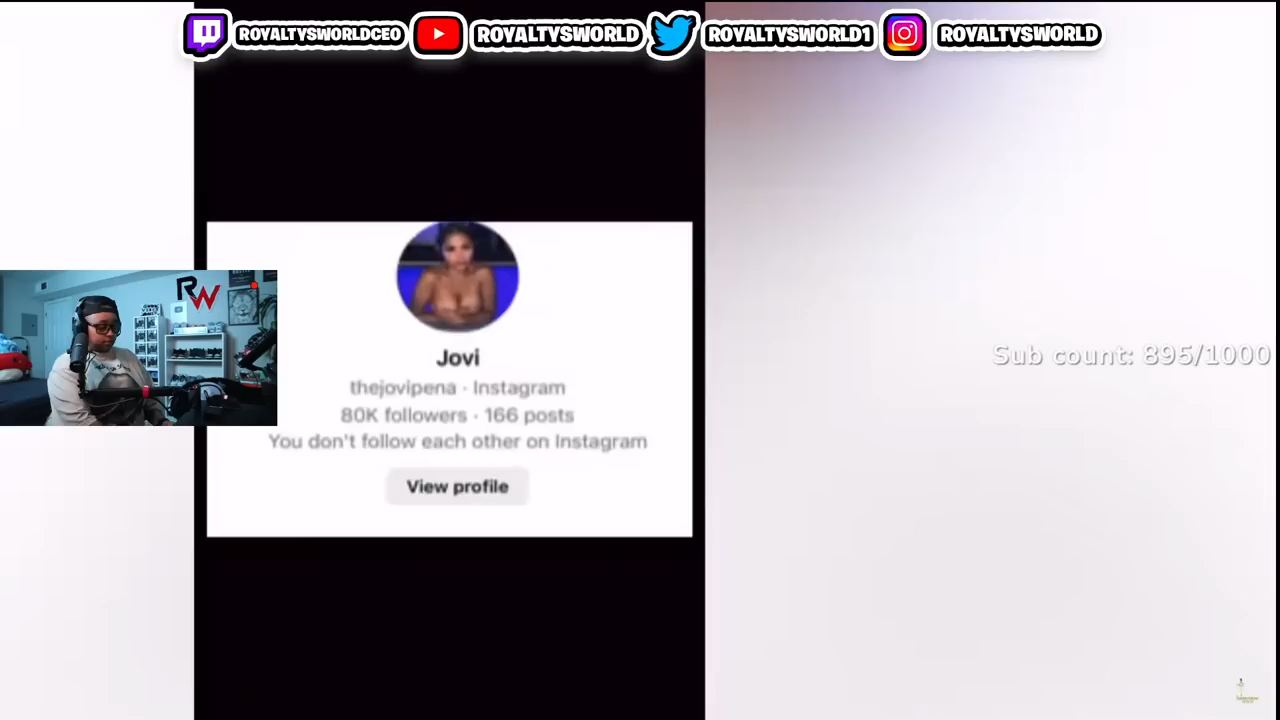 ROYALTYSWORLDCEO ROYALTYSWORLD ROYALTYSWORLD1 ROYALTYSWORLD
RW
Jovi
thejovipena · Instagram
80K followers · 166 posts
You don't follow each other on Instagram
View profile
Sub count: 895/1000